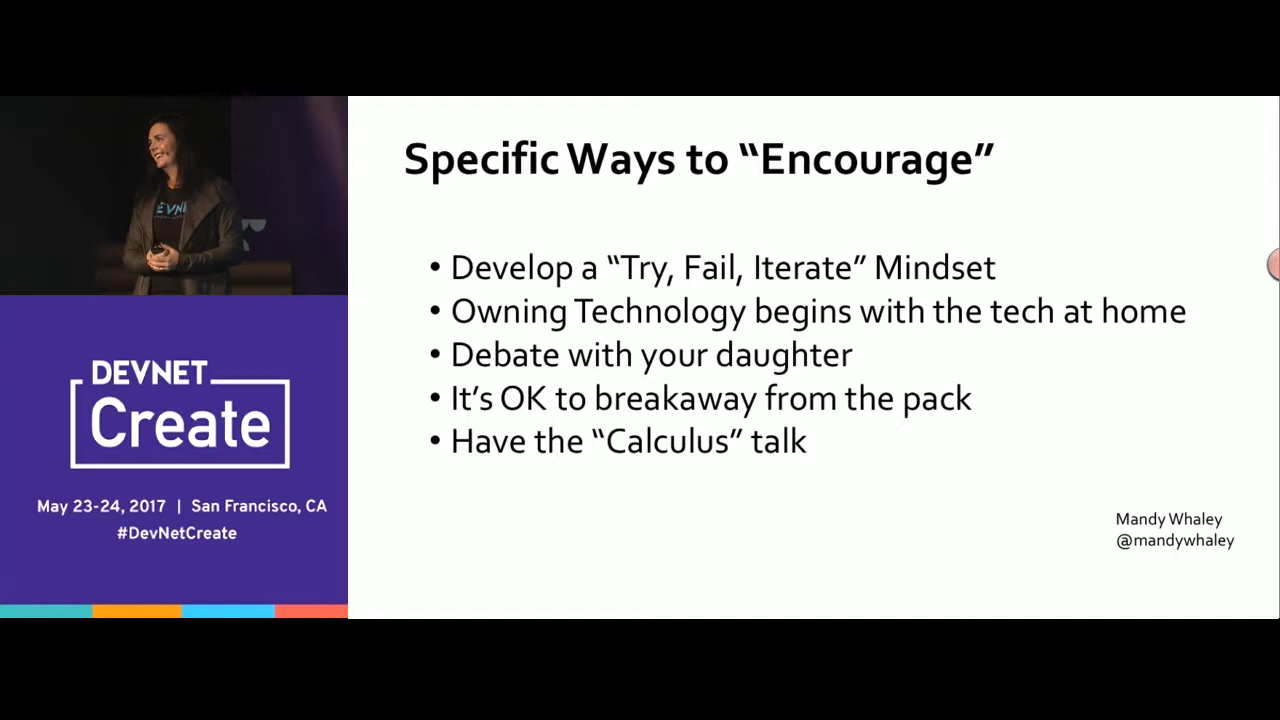 Specific Ways to “Encourage”
• Develop a “Try, Fail, Iterate” Mindset
• Owning Technology begins with the tech at home
• Debate with your daughter
• It’s OK to breakaway from the pack
• Have the “Calculus” talk
Mandy Whaley
@mandywhaley
DEVNET
Create
May 23-24, 2017 | San Francisco, CA
#DevNetCreate